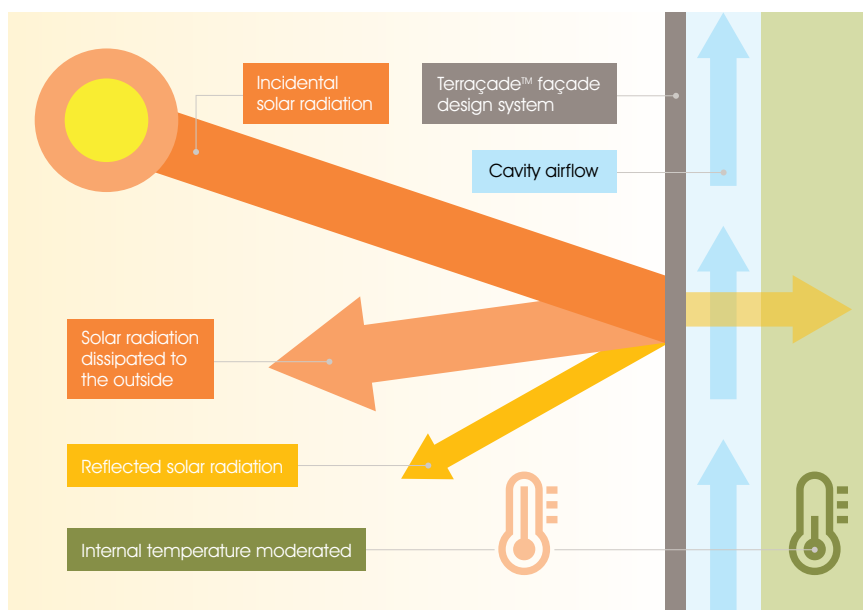 Incidental
solar radiation
Terraçade™ façade
design system
Cavity airflow
Solar radiation
dissipated to
the outside
Reflected solar radiation
Internal temperature moderated